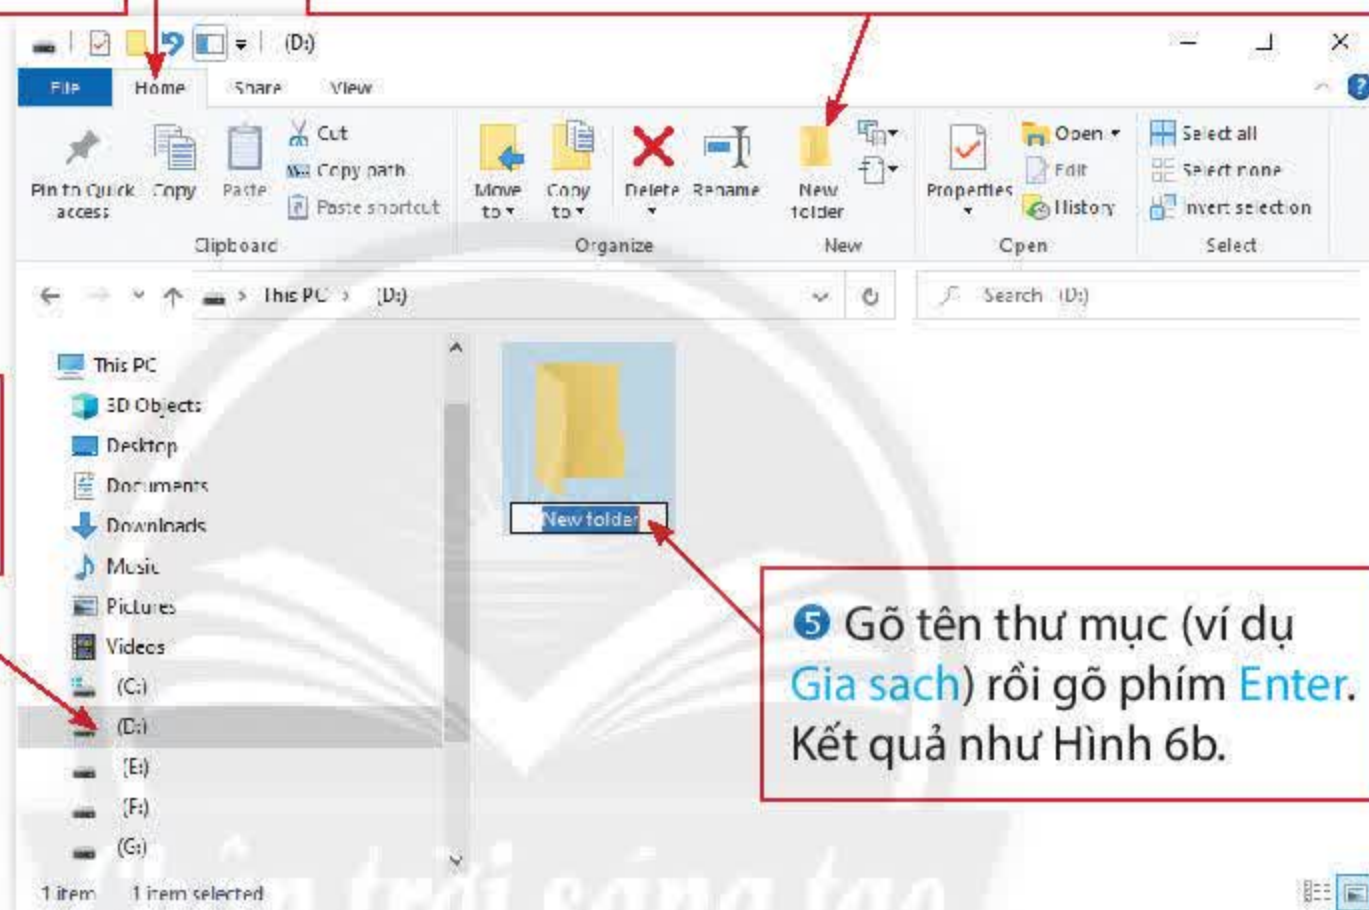 (D:)
File Home Share View
Pin to Quick access
Copy
Paste
Cut
Copy path
Paste shortcut
Move to
Copy to
Delete
Rename
New folder
Properties
Open
Edit
History
Select all
Select none
Invert selection
Clipboard Organize New Open Select
> This PC > (D:)
Search (D:)
This PC
3D Objects
Desktop
Documents
Downloads
Music
Pictures
Videos
(C:)
(D:)
(E:)
(F:)
(G:)
New folder
❺ Gõ tên thư mục (ví dụ
Gia sach) rồi gõ phím Enter.
Kết quả như Hình 6b.
1 item 1 item selected
Chân trời sáng tạo